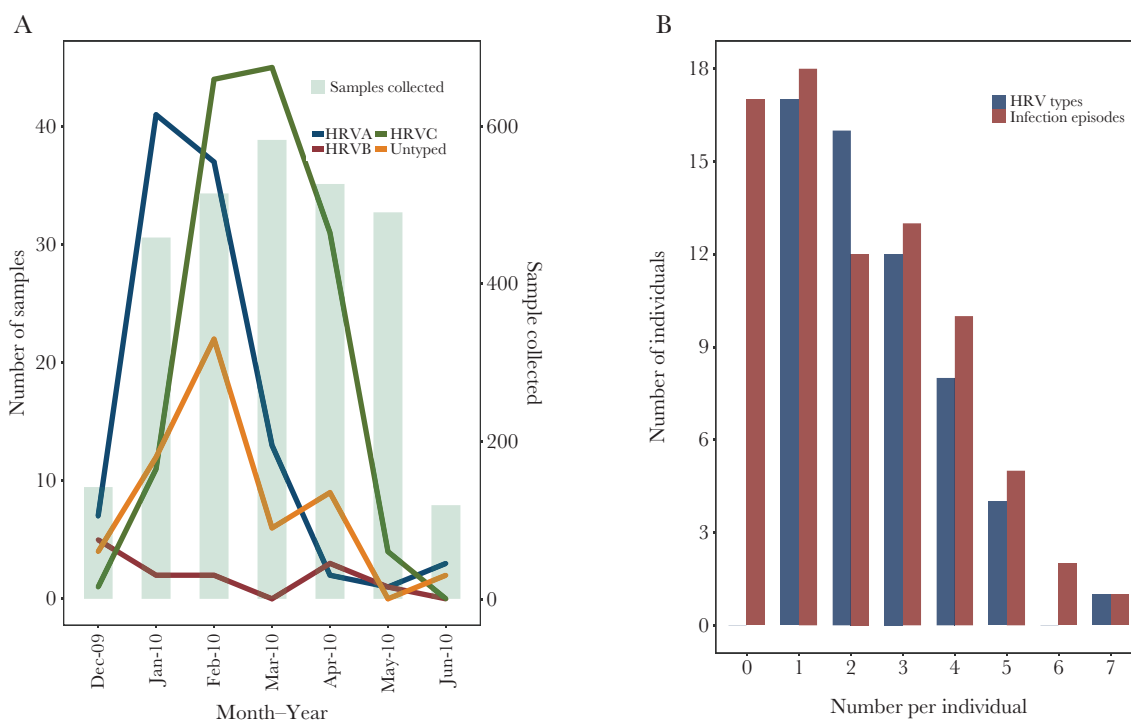 A
Samples collected
HRVA HRVC
HRVB Untyped
Number of samples
40
30
20
10
0
Sample collected
600
400
200
0
Dec-09
Jan-10
Feb-10
Mar-10
Apr-10
May-10
Jun-10
Month–Year
B
HRV types
Infection episodes
Number of individuals
18
15
12
9
6
3
0
0 1 2 3 4 5 6 7
Number per individual